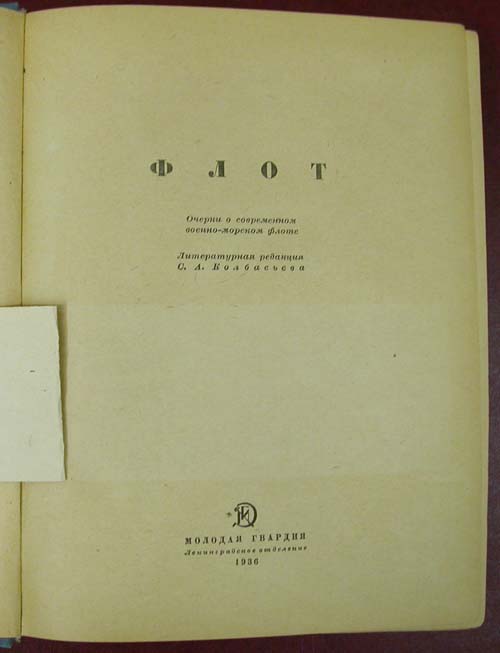 ФЛОТ
Очерки о современном
военно-морском флоте
Литературная редакция
С. А. Колбасьева
МОЛОДАЯ ГВАРДИЯ
Ленинградское отделение
1936